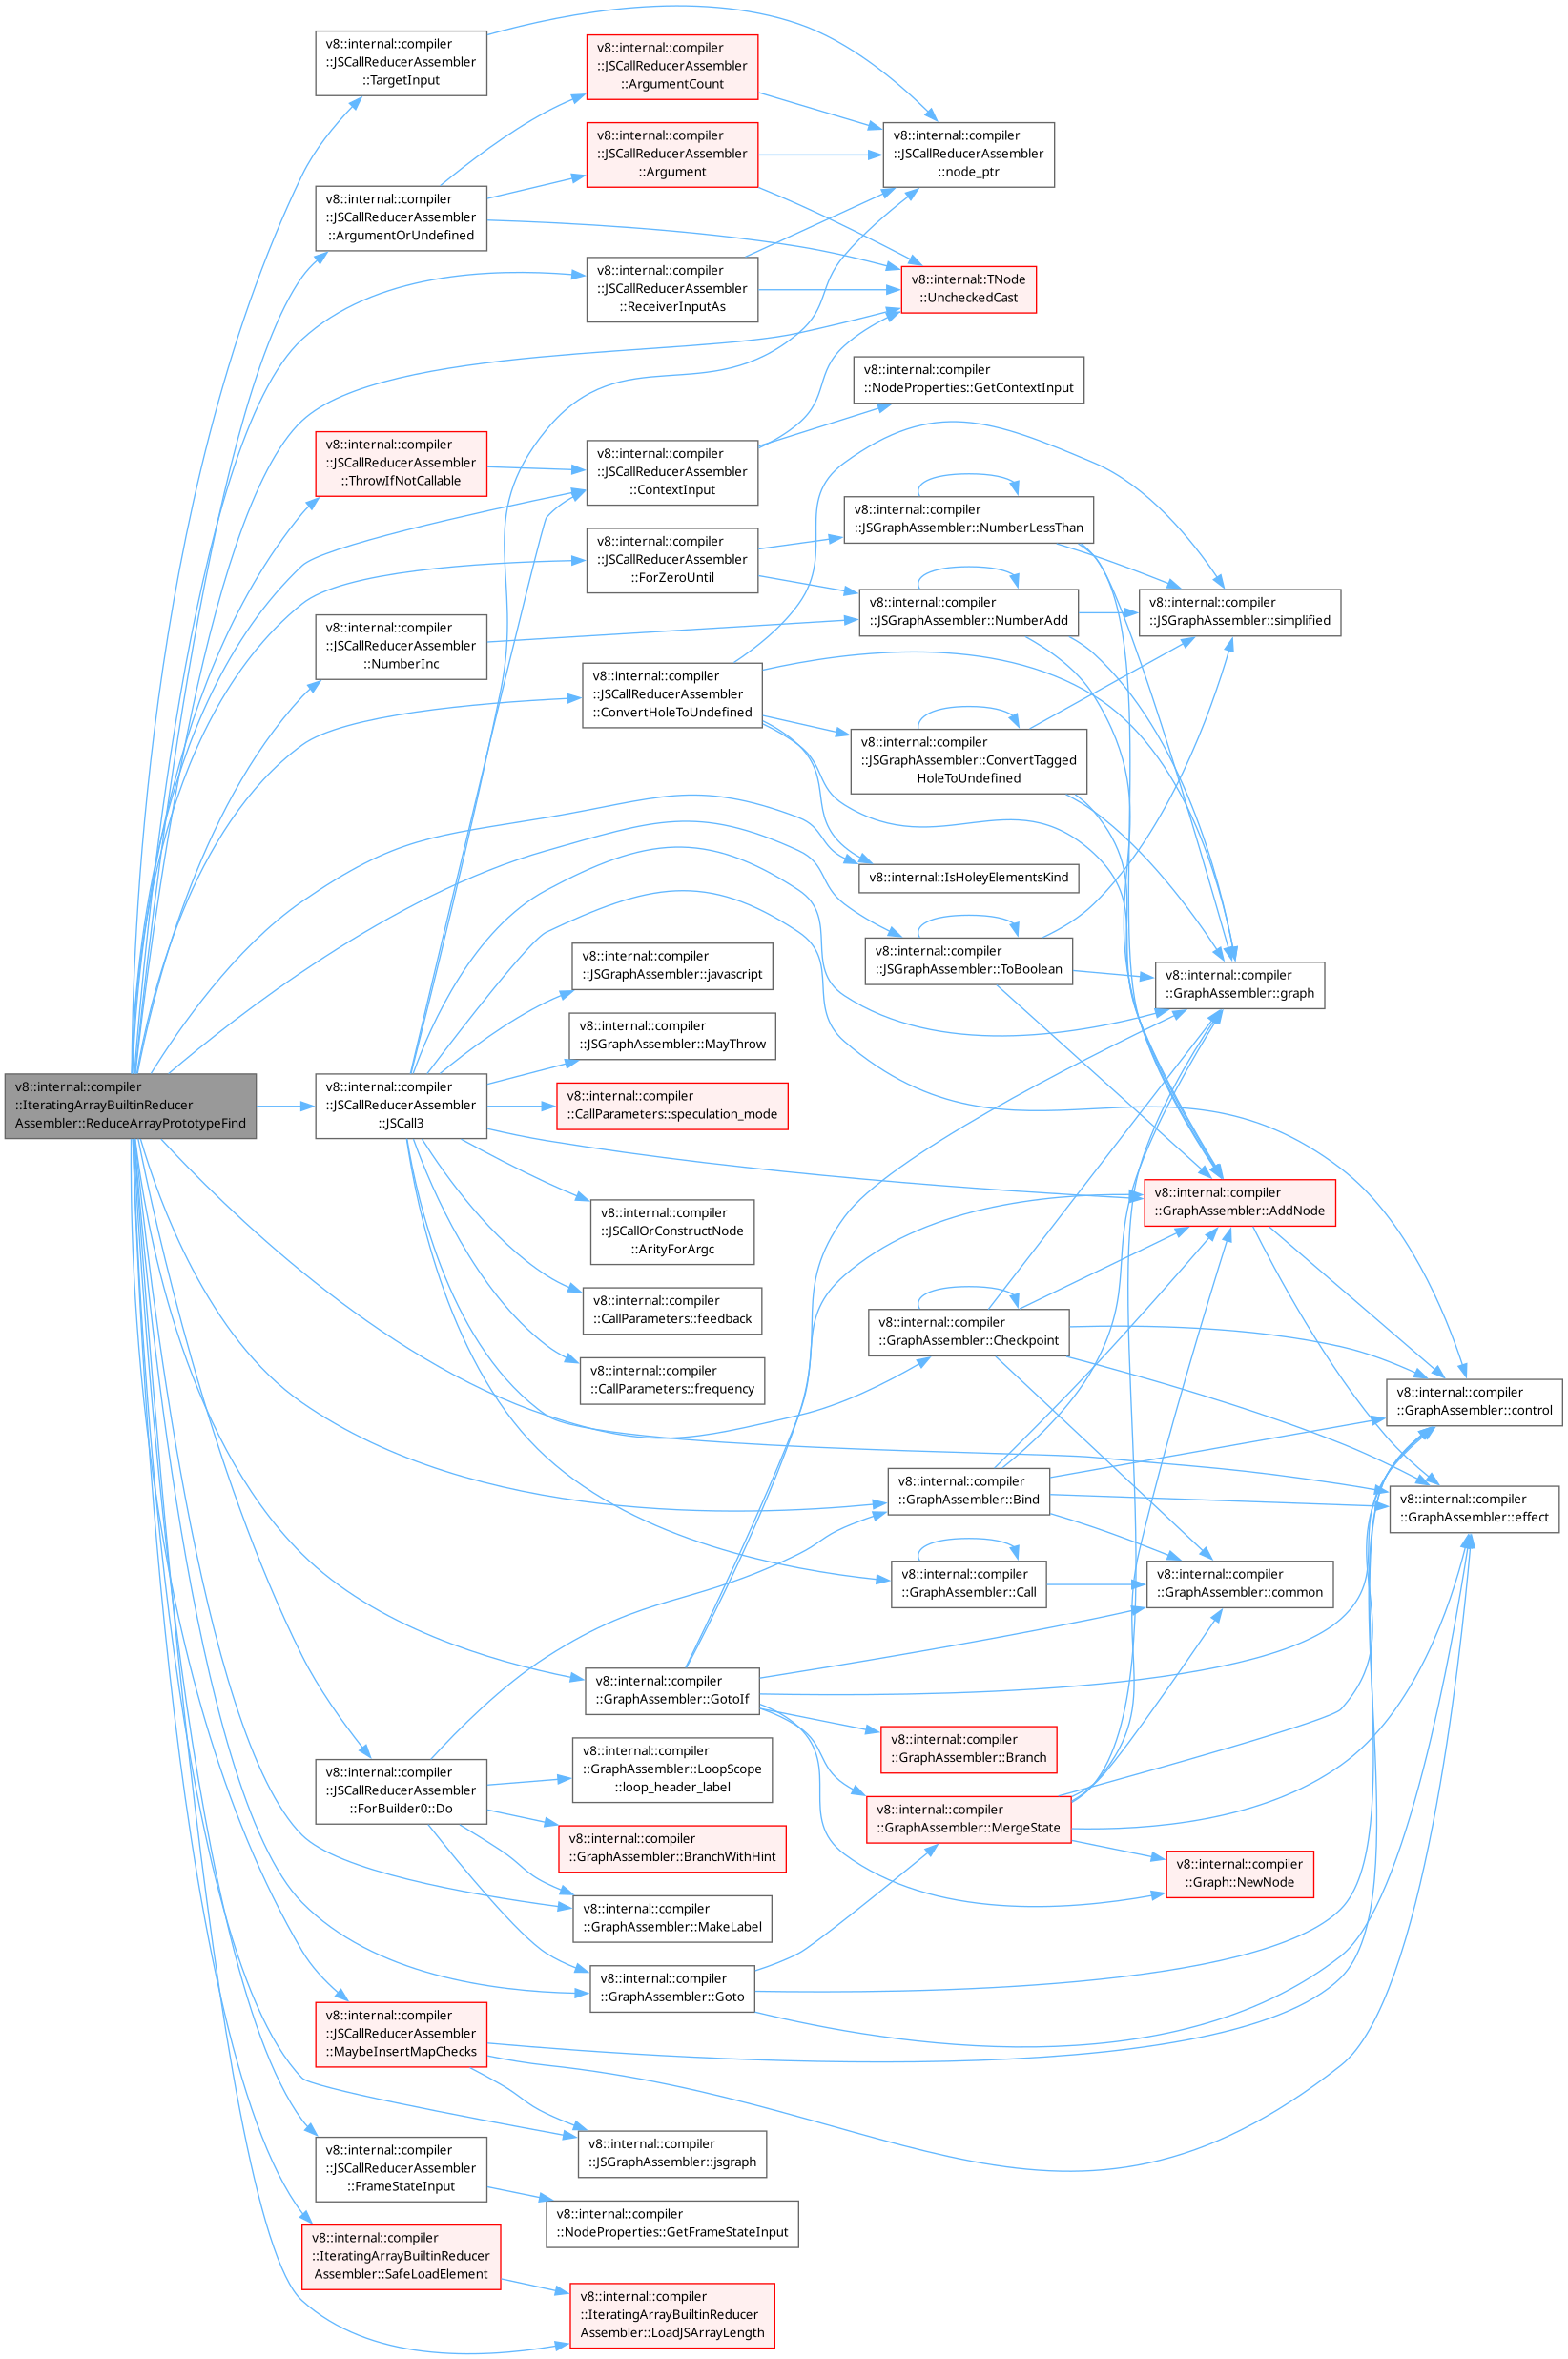 v8::internal::compiler
::JSCallReducerAssembler
::TargetInput
v8::internal::compiler
::JSCallReducerAssembler
::ArgumentCount
v8::internal::compiler
::JSCallReducerAssembler
::Argument
v8::internal::compiler
::JSCallReducerAssembler
::node_ptr
v8::internal::compiler
::JSCallReducerAssembler
::ArgumentOrUndefined
v8::internal::compiler
::JSCallReducerAssembler
::ReceiverInputAs
v8::internal::TNode
::UncheckedCast
v8::internal::compiler
::NodeProperties::GetContextInput
v8::internal::compiler
::JSCallReducerAssembler
::ThrowIfNotCallable
v8::internal::compiler
::JSCallReducerAssembler
::ContextInput
v8::internal::compiler
::JSGraphAssembler::NumberLessThan
v8::internal::compiler
::JSCallReducerAssembler
::ForZeroUntil
v8::internal::compiler
::JSGraphAssembler::NumberAdd
v8::internal::compiler
::JSGraphAssembler::simplified
v8::internal::compiler
::JSCallReducerAssembler
::NumberInc
v8::internal::compiler
::JSCallReducerAssembler
::ConvertHoleToUndefined
v8::internal::compiler
::JSGraphAssembler::ConvertTagged
HoleToUndefined
v8::internal::IsHoleyElementsKind
v8::internal::compiler
::JSGraphAssembler::javascript
v8::internal::compiler
::JSGraphAssembler::ToBoolean
v8::internal::compiler
::GraphAssembler::graph
v8::internal::compiler
::JSGraphAssembler::MayThrow
v8::internal::compiler
::IteratingArrayBuiltinReducer
Assembler::ReduceArrayPrototypeFind
v8::internal::compiler
::JSCallReducerAssembler
::JSCall3
v8::internal::compiler
::CallParameters::speculation_mode
v8::internal::compiler
::JSCallOrConstructNode
::ArityForArgc
v8::internal::compiler
::GraphAssembler::AddNode
v8::internal::compiler
::CallParameters::feedback
v8::internal::compiler
::GraphAssembler::Checkpoint
v8::internal::compiler
::CallParameters::frequency
v8::internal::compiler
::GraphAssembler::control
v8::internal::compiler
::GraphAssembler::Bind
v8::internal::compiler
::GraphAssembler::effect
v8::internal::compiler
::GraphAssembler::Call
v8::internal::compiler
::GraphAssembler::common
v8::internal::compiler
::GraphAssembler::GotoIf
v8::internal::compiler
::GraphAssembler::Branch
v8::internal::compiler
::JSCallReducerAssembler
::ForBuilder0::Do
v8::internal::compiler
::GraphAssembler::LoopScope
::loop_header_label
v8::internal::compiler
::GraphAssembler::MergeState
v8::internal::compiler
::GraphAssembler::BranchWithHint
v8::internal::compiler
::Graph::NewNode
v8::internal::compiler
::GraphAssembler::MakeLabel
v8::internal::compiler
::GraphAssembler::Goto
v8::internal::compiler
::JSCallReducerAssembler
::MaybeInsertMapChecks
v8::internal::compiler
::JSGraphAssembler::jsgraph
v8::internal::compiler
::JSCallReducerAssembler
::FrameStateInput
v8::internal::compiler
::NodeProperties::GetFrameStateInput
v8::internal::compiler
::IteratingArrayBuiltinReducer
Assembler::SafeLoadElement
v8::internal::compiler
::IteratingArrayBuiltinReducer
Assembler::LoadJSArrayLength